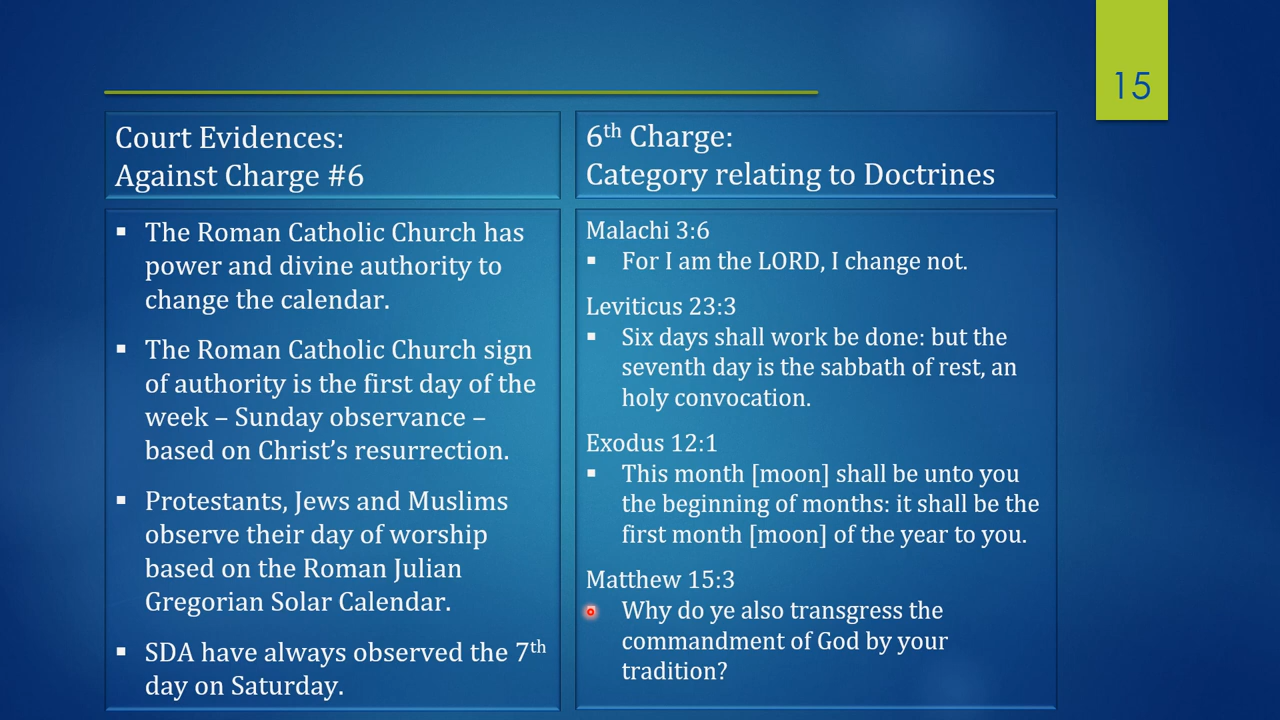 15
Court Evidences:
Against Charge #6
▪ The Roman Catholic Church has
power and divine authority to
change the calendar.
▪ The Roman Catholic Church sign
of authority is the first day of the
week – Sunday observance –
based on Christ’s resurrection.
▪ Protestants, Jews and Muslims
observe their day of worship
based on the Roman Julian
Gregorian Solar Calendar.
▪ SDA have always observed the 7th
day on Saturday.
6th Charge:
Category relating to Doctrines
Malachi 3:6
▪ For I am the LORD, I change not.
Leviticus 23:3
▪ Six days shall work be done: but the
seventh day is the sabbath of rest, an
holy convocation.
Exodus 12:1
▪ This month [moon] shall be unto you
the beginning of months: it shall be the
first month [moon] of the year to you.
Matthew 15:3
Why do ye also transgress the
commandment of God by your
tradition?